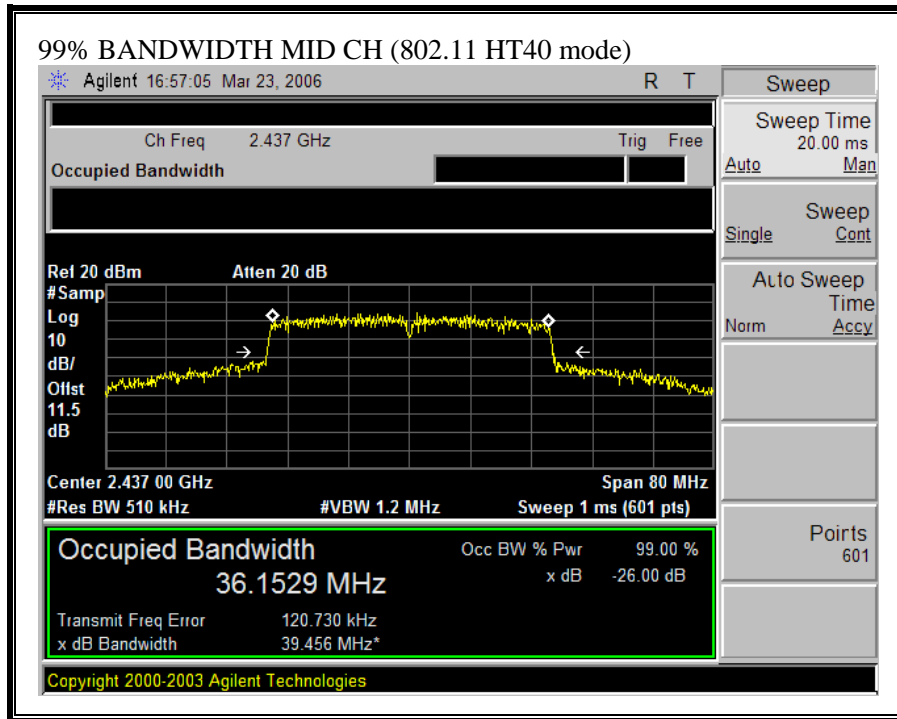 99% BANDWIDTH MID CH (802.11 HT40 mode)
Agilent 16:57:05 Mar 23, 2006 R T
Sweep
Ch Freq 2.437 GHz Trig Free
Occupied Bandwidth
Sweep Time
20.00 ms
Auto Man
Sweep
Single Cont
Auto Sweep
Time
Norm Accy
Points
601
Ref 20 dBm Atten 20 dB
#Samp
Log
10
dB/
Offst
11.5
dB
Center 2.437 00 GHz Span 80 MHz
#Res BW 510 kHz #VBW 1.2 MHz Sweep 1 ms (601 pts)
Occupied Bandwidth
36.1529 MHz
Occ BW % Pwr 99.00 %
x dB -26.00 dB
Transmit Freq Error 120.730 kHz
x dB Bandwidth 39.456 MHz*
Copyright 2000-2003 Agilent Technologies